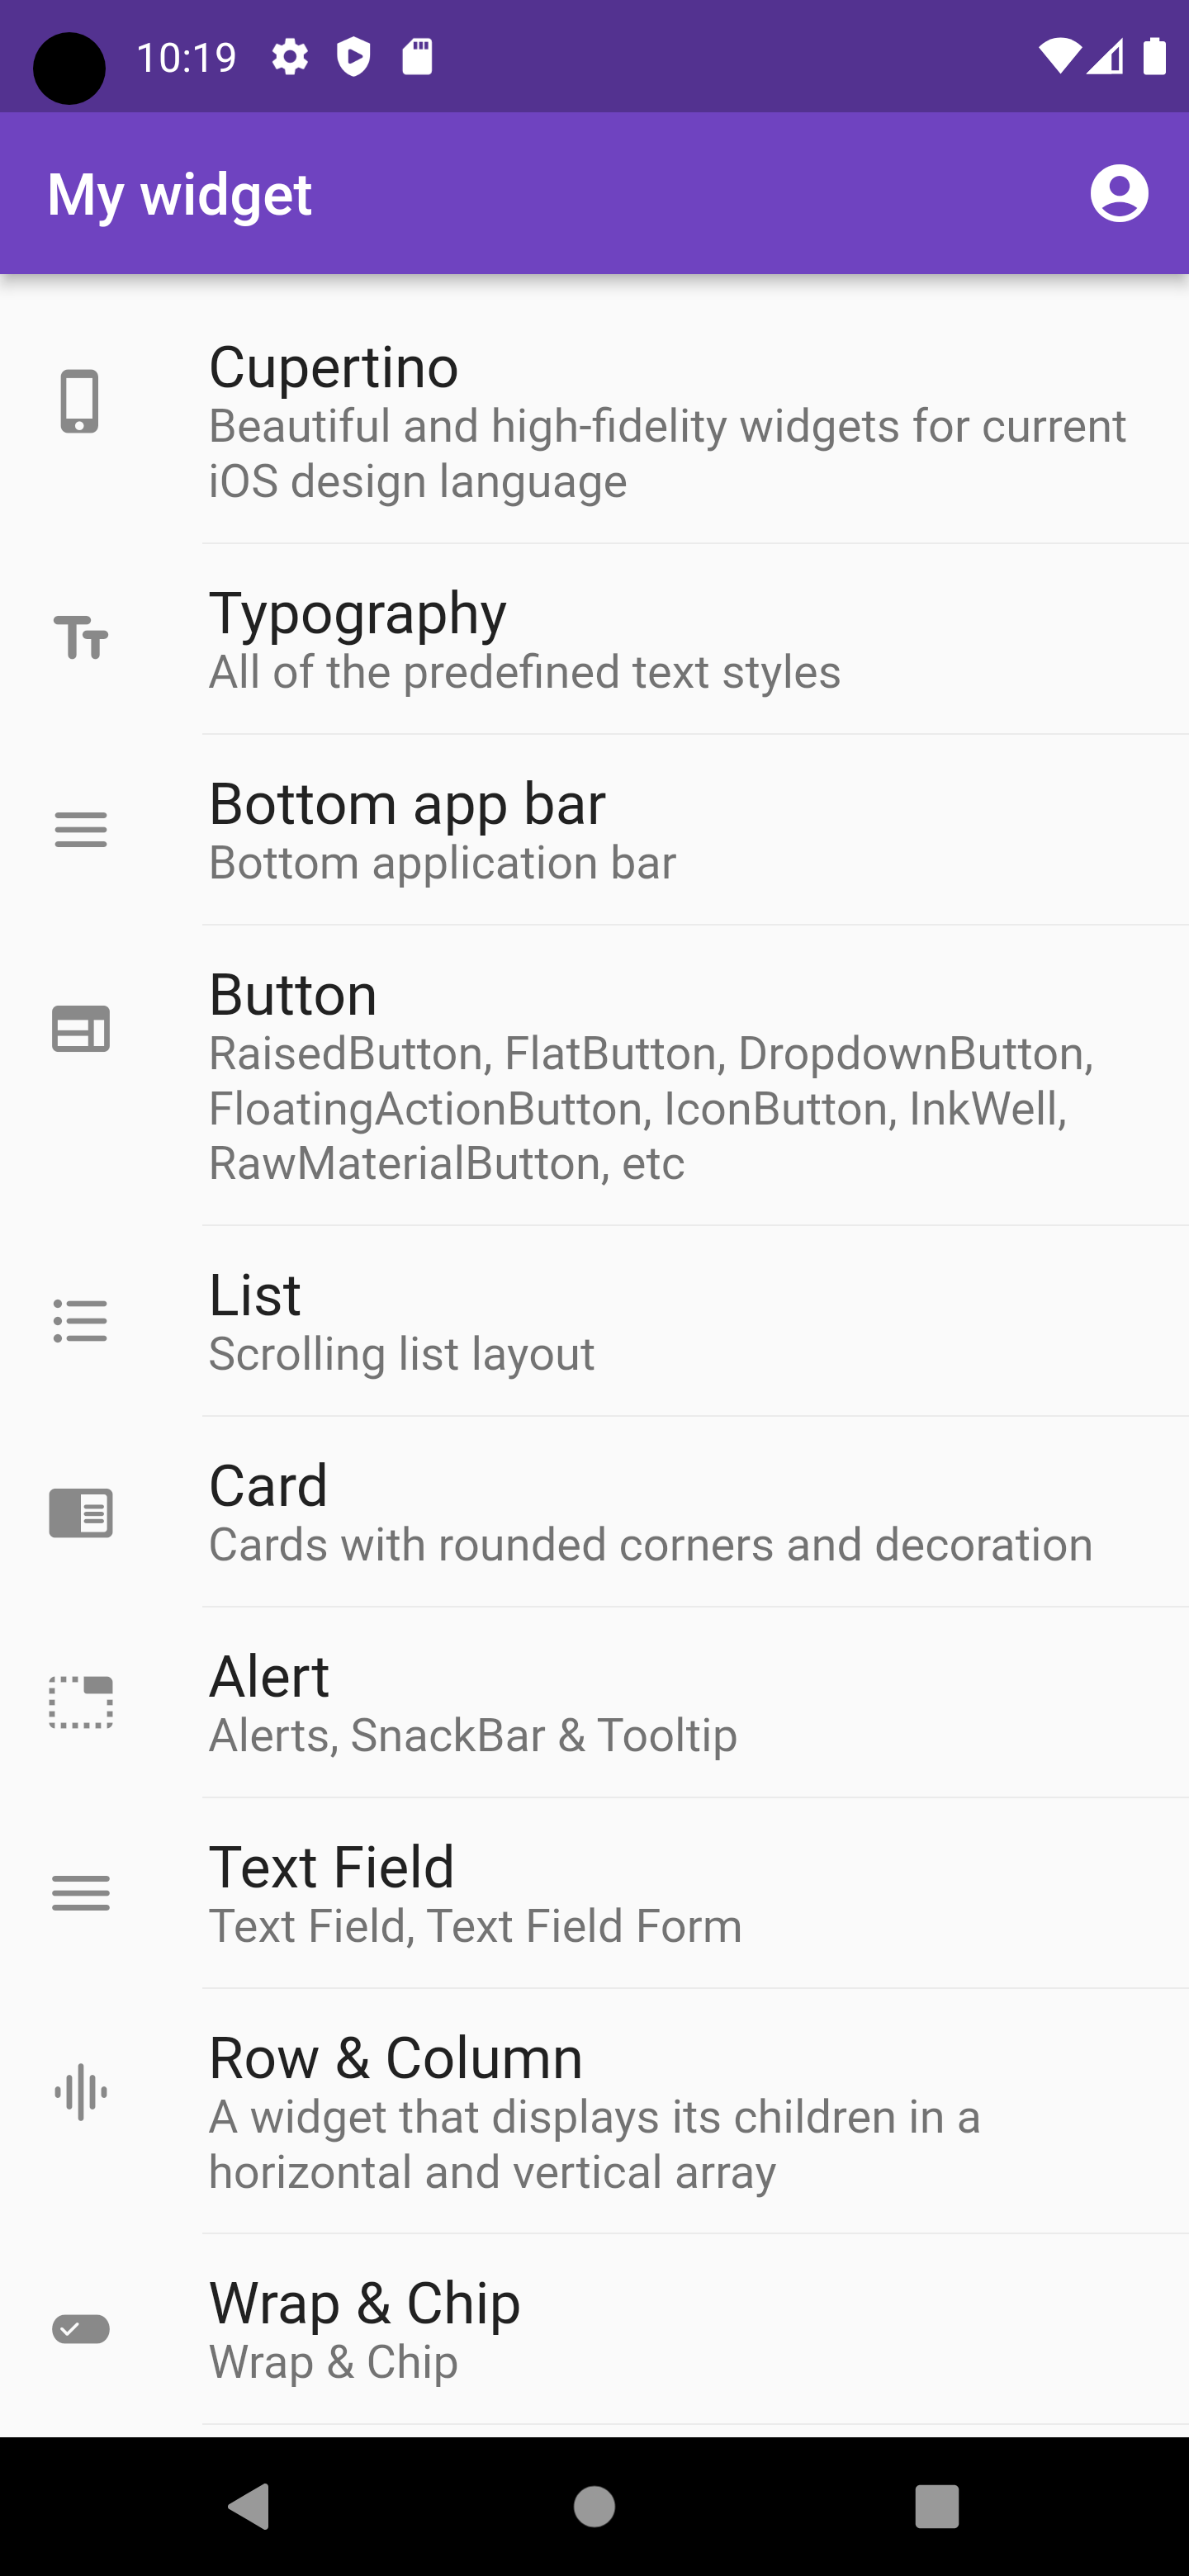 10:19
My widget
Cupertino
Beautiful and high-fidelity widgets for current
iOS design language
Typography
All of the predefined text styles
Bottom app bar
Bottom application bar
Button
RaisedButton, FlatButton, DropdownButton,
FloatingActionButton, IconButton, InkWell,
RawMaterialButton, etc
List
Scrolling list layout
Card
Cards with rounded corners and decoration
Alert
Alerts, SnackBar & Tooltip
Text Field
Text Field, Text Field Form
Row & Column
A widget that displays its children in a
horizontal and vertical array
Wrap & Chip
Wrap & Chip